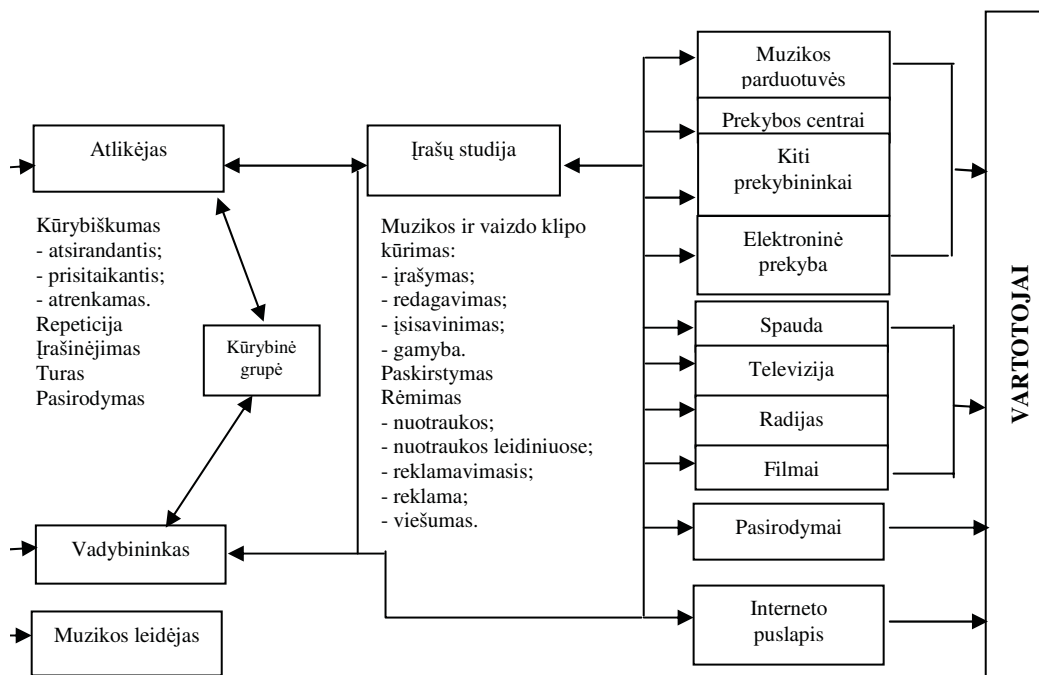 Atlikėjas
Kūrybiškumas
- atsirandantis;
- prisitaikantis;
- atrenkamas.
Repeticija
Įrašinėjimas
Turas
Pasirodymas
Kūrybinė
grupė
Vadybininkas
Muzikos leidėjas
Įrašų studija
Muzikos ir vaizdo klipo
kūrimas:
- įrašymas;
- redagavimas;
- įsisavinimas;
- gamyba.
Paskirstymas
Rėmimas
- nuotraukos;
- nuotraukos leidiniuose;
- reklamavimasis;
- reklama;
- viešumas.
Muzikos
parduotuvės
Prekybos centrai
Kiti
prekybininkai
Elektroninė
prekyba
Spauda
Televizija
Radijas
Filmai
Pasirodymai
Interneto
puslapis
VARTOTOJAI